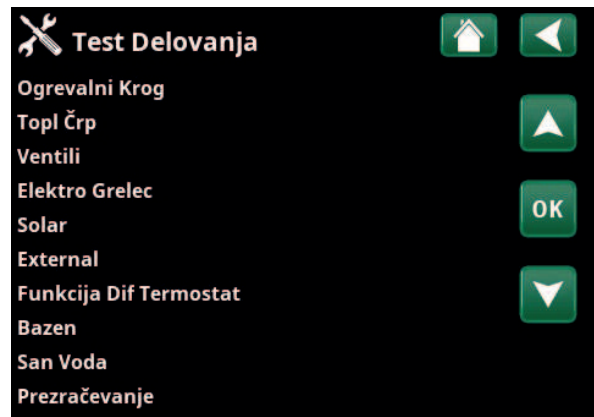 Test Delovanja
Ogrevalni Krog
Topl Črp
Ventili
Elektro Grelec
OK
Solar
External
Funkcija Dif Termostat
Bazen
San Voda
Prezračevanje